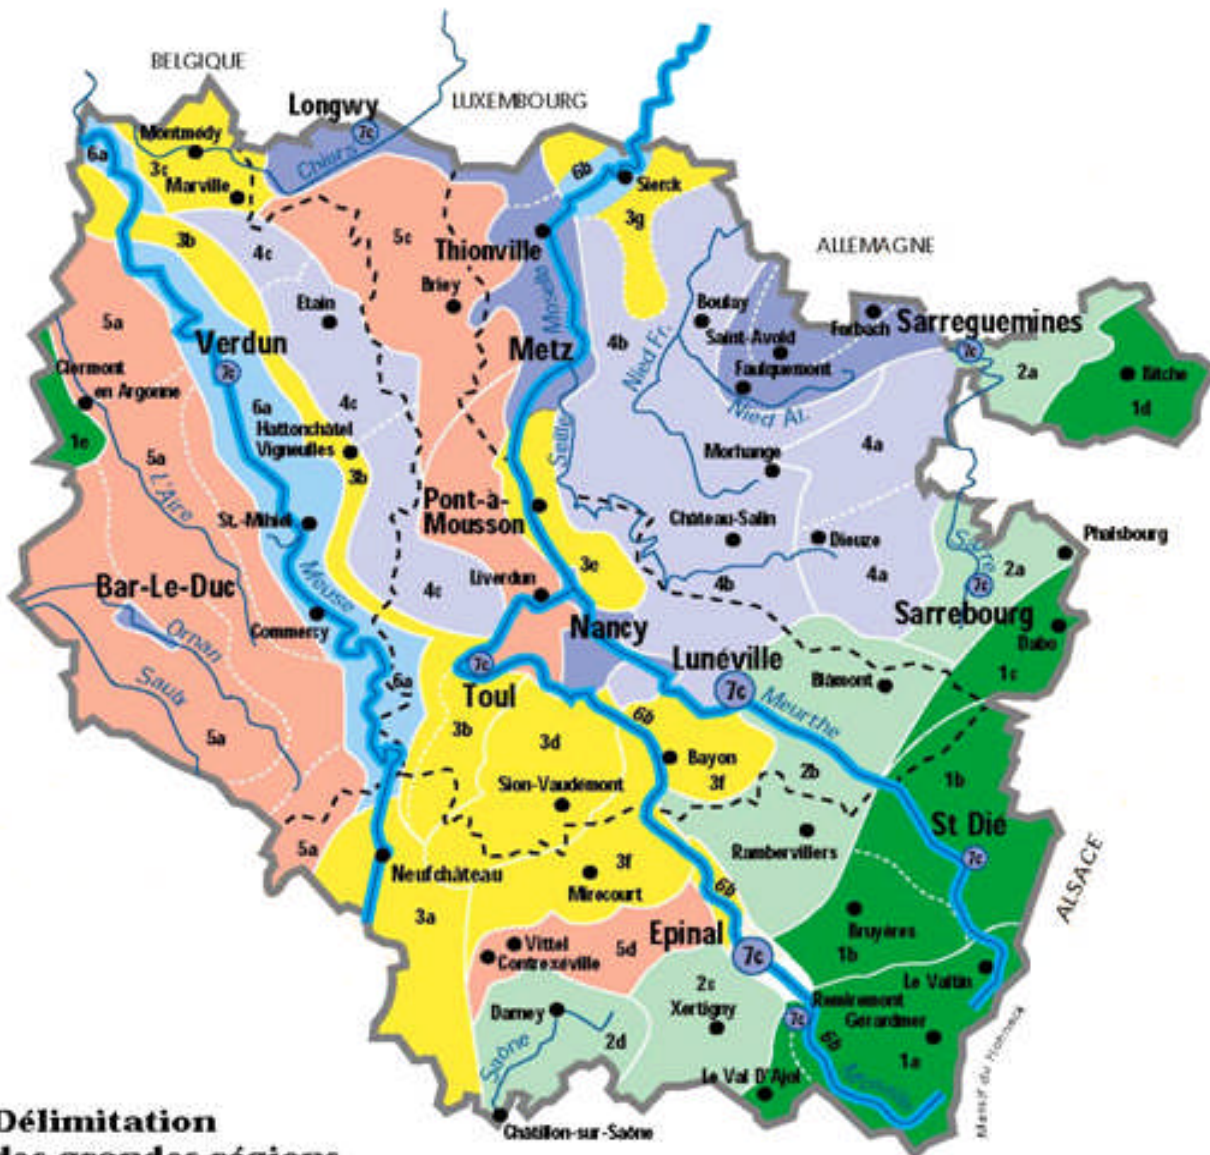 BELGIQUE
Longwy
LUXEMBOURG
7c
Montmédy
Chiers
6a
3c
6b
Marville
Sierck
3g
3b
4c
5c
Thionville
ALLEMAGNE
Briey
Moselle
Etain
Boulay
Forbach
Sarreguemines
5a
Verdun
Metz
4b
Nied Fr.
Saint-Avold
7c
Clermont
en Argonne
7c
Faulquemont
2a
Bitche
6a
4c
Nied Al.
1d
1e
Hattonchâtel
Vigneulles
Seille
4a
5a
3b
Morhange
L'Aire
Pont-à-
Mousson
St.-Mihiel
Château-Salin
Dieuze
Phalsbourg
Sarre
2a
Bar-Le-Duc
Meuse
3e
4b
4a
7c
4c
Liverdun
Sarrebourg
Ornan
Commercy
Nancy
Dabo
Lunéville
7c
1c
Saulx
6a
Toul
7c
Meurthe
Blâmont
5a
3b
3d
6b
Bayon
2b
Sion-Vaudémont
3f
1b
St Dié
5a
Rambervillers
7c
Neufchâteau
3f
Mirecourt
6b
ALSACE
3a
Epinal
Bruyères
Vittel
5d
7c
1b
Contrexéville
Le Valtin
2c
Remiremont
Darney
Xertigny
7c
Gérardmer
Saône
2d
6b
1a
Le Val D'Ajol
Moselle
Massif du Hohneck
Châtillon-sur-Saône
Délimitation
des grandes régions